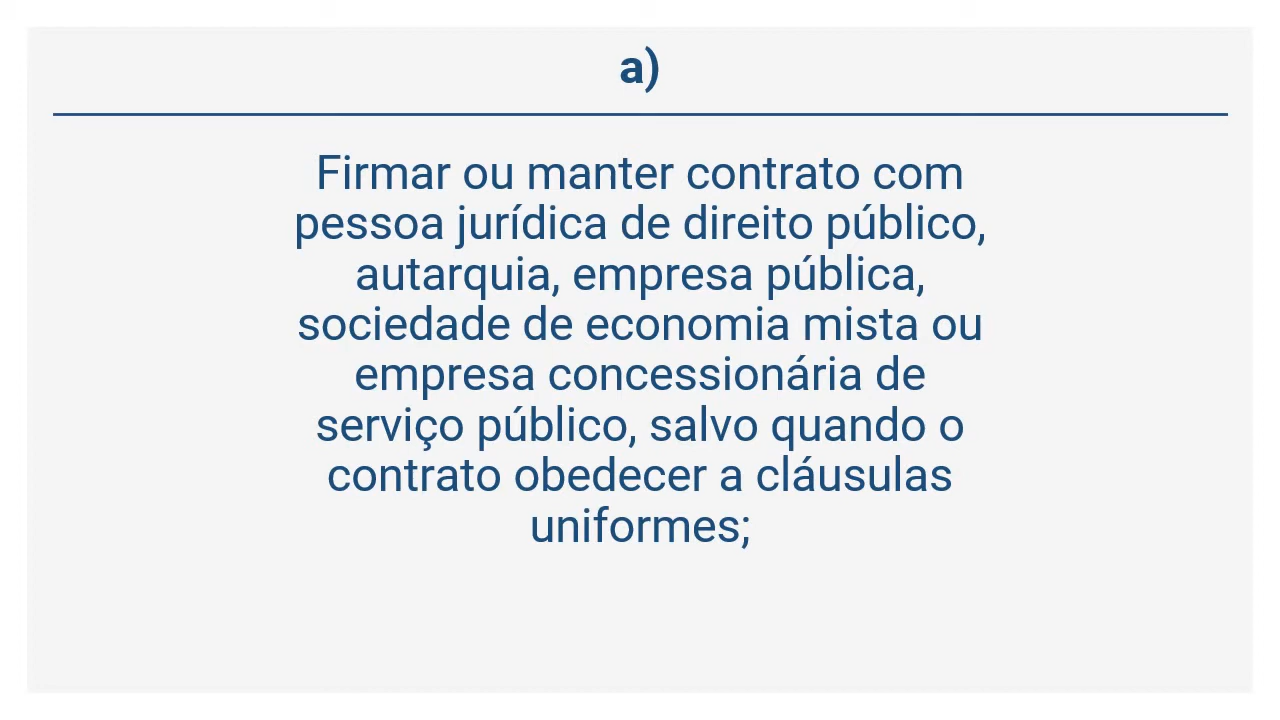 a)
Firmar ou manter contrato com
pessoa jurídica de direito público,
autarquia, empresa pública,
sociedade de economia mista ou
empresa concessionária de
serviço público, salvo quando o
contrato obedecer a cláusulas
uniformes;